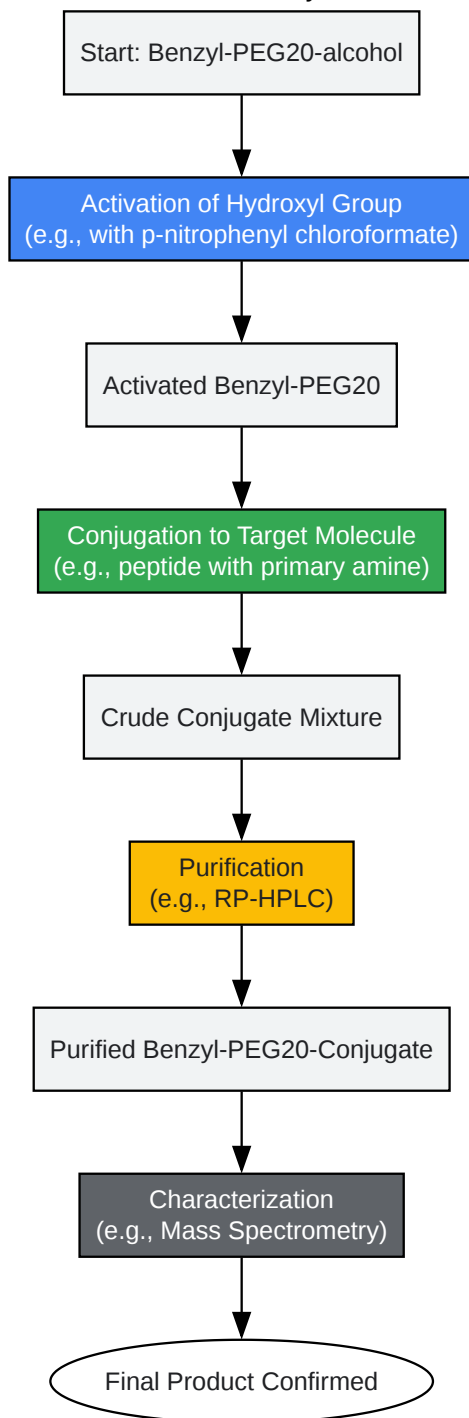 Start: Benzyl-PEG20-alcohol
Activation of Hydroxyl Group
(e.g., with p-nitrophenyl chloroformate)
Activated Benzyl-PEG20
Conjugation to Target Molecule
(e.g., peptide with primary amine)
Crude Conjugate Mixture
Purification
(e.g., RP-HPLC)
Purified Benzyl-PEG20-Conjugate
Characterization
(e.g., Mass Spectrometry)
Final Product Confirmed